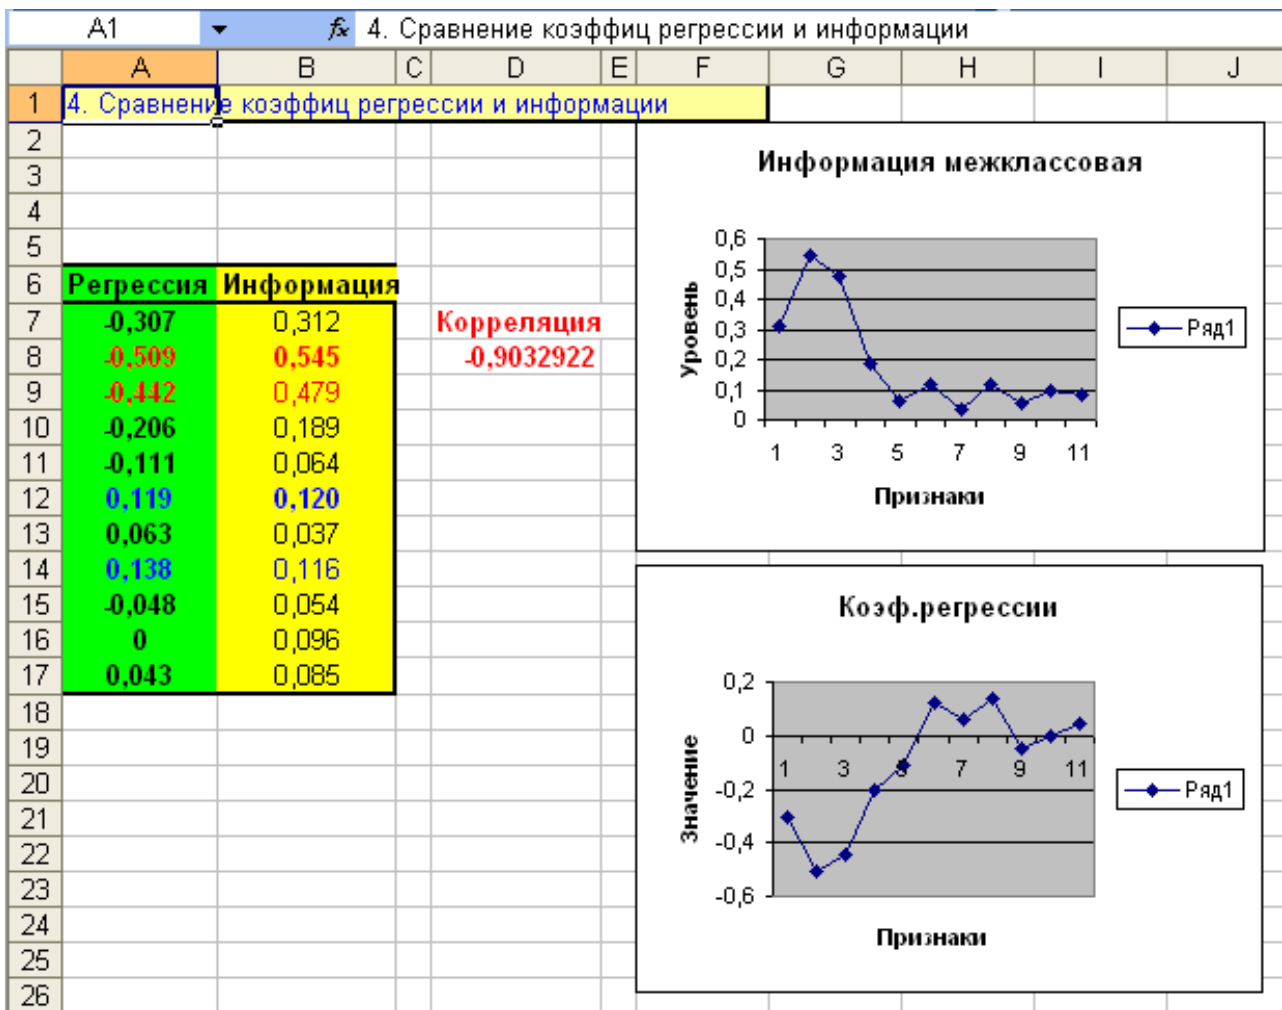 A1 fx 4. Сравнение коэффиц регрессии и информации
A B C D E F G H I J
1 4. Сравнение коэффиц регрессии и информации
2
3
4
5
6 Регрессия Информация
7 -0,307 0,312 Корреляция
8 -0,509 0,545 -0,9032922
9 -0,442 0,479
10 -0,206 0,189
11 -0,111 0,064
12 0,119 0,120
13 0,063 0,037
14 0,138 0,116
15 -0,048 0,054
16 0 0,096
17 0,043 0,085
18
19
20
21
22
23
24
25
26
Информация межклассовая
Уровень
0,6
0,5
0,4
0,3
0,2
0,1
0
1 3 5 7 9 11
Признаки
Ряд1
Коэф.регрессии
Значение
0,2
0
-0,2
-0,4
-0,6
1 3 5 7 9 11
Признаки
Ряд1